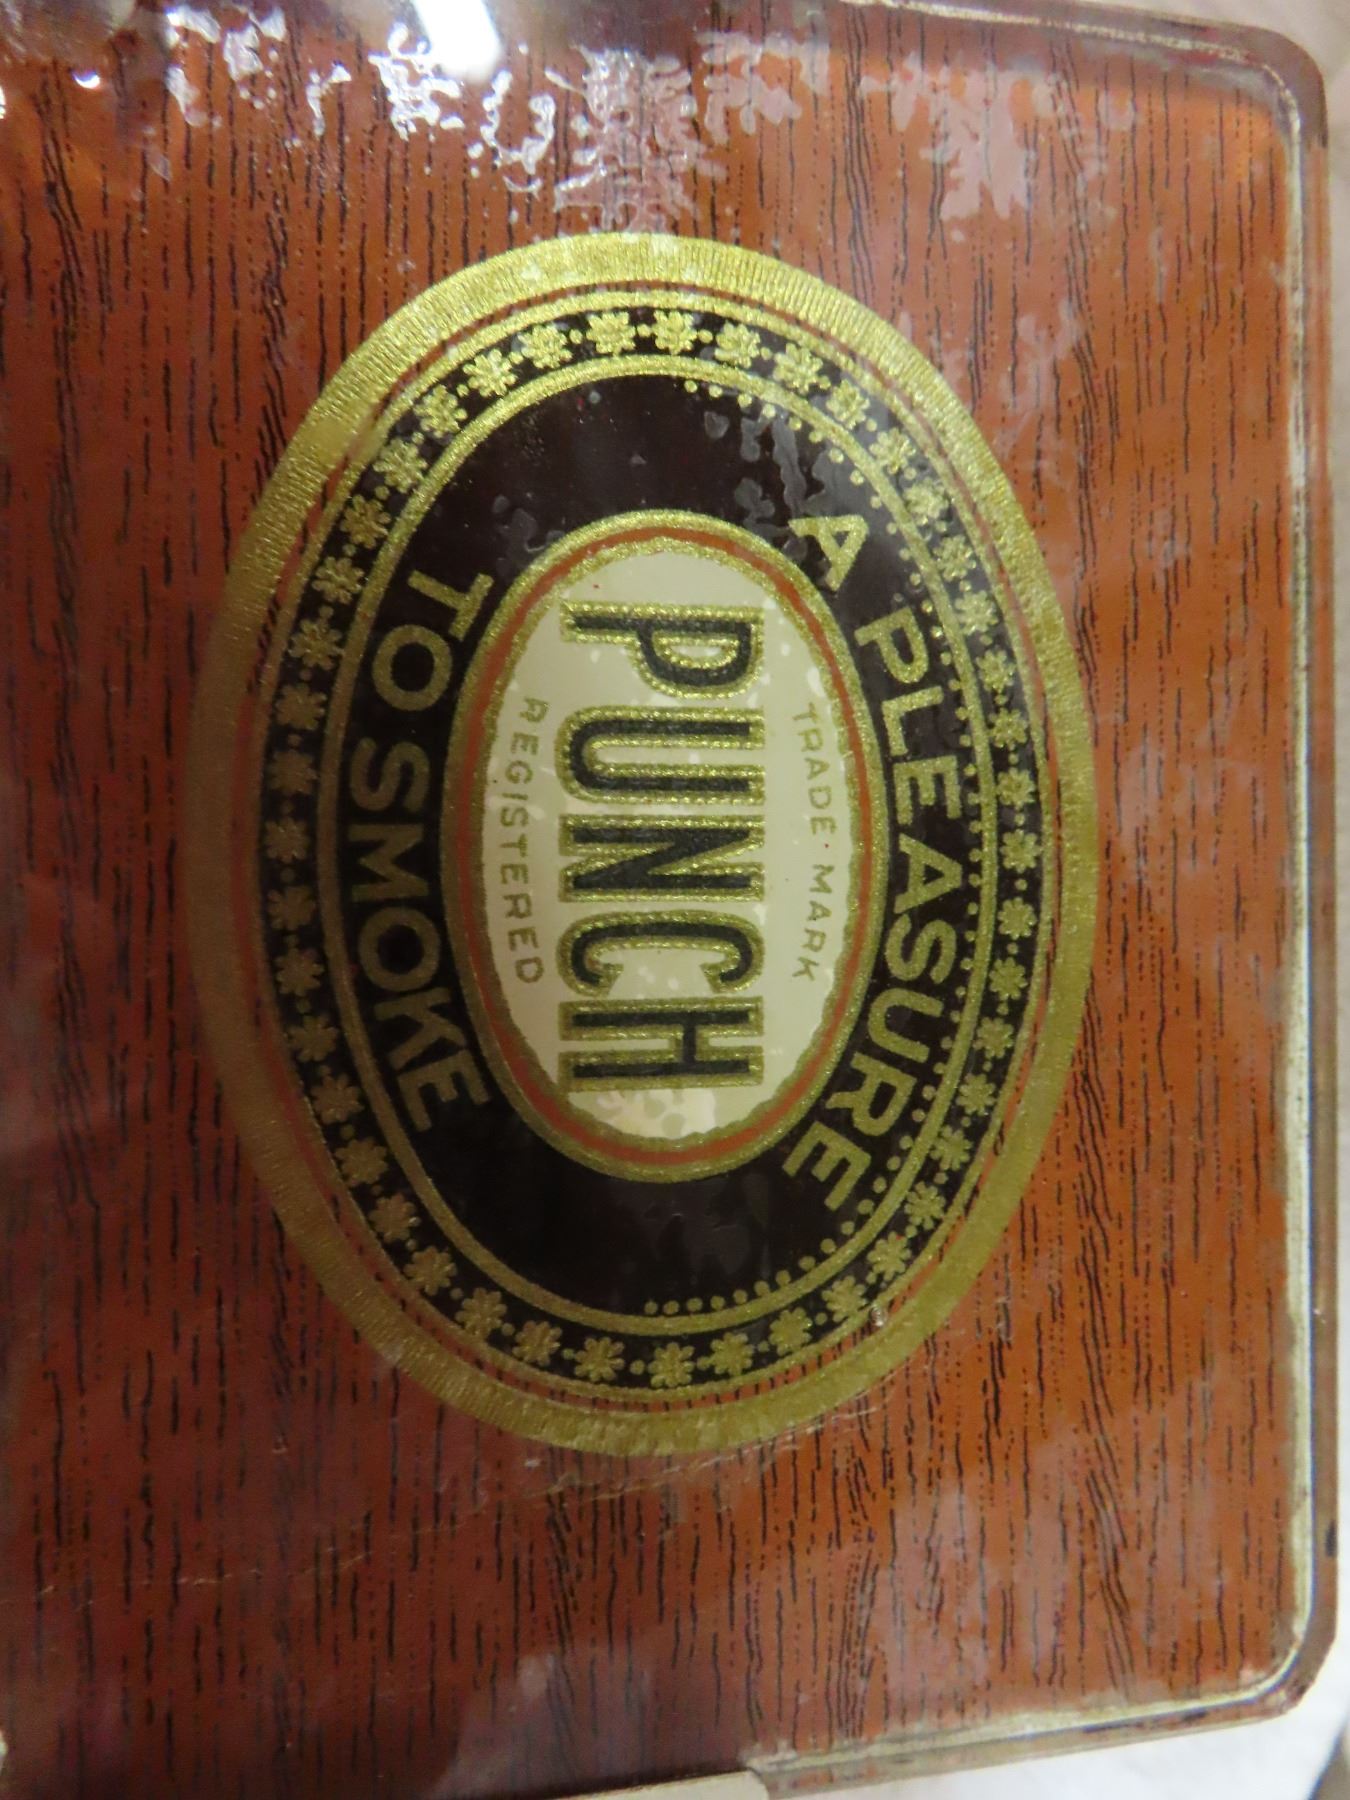 A PLEASURE
TRADE MARK
PUNCH
REGISTERED
TO SMOKE